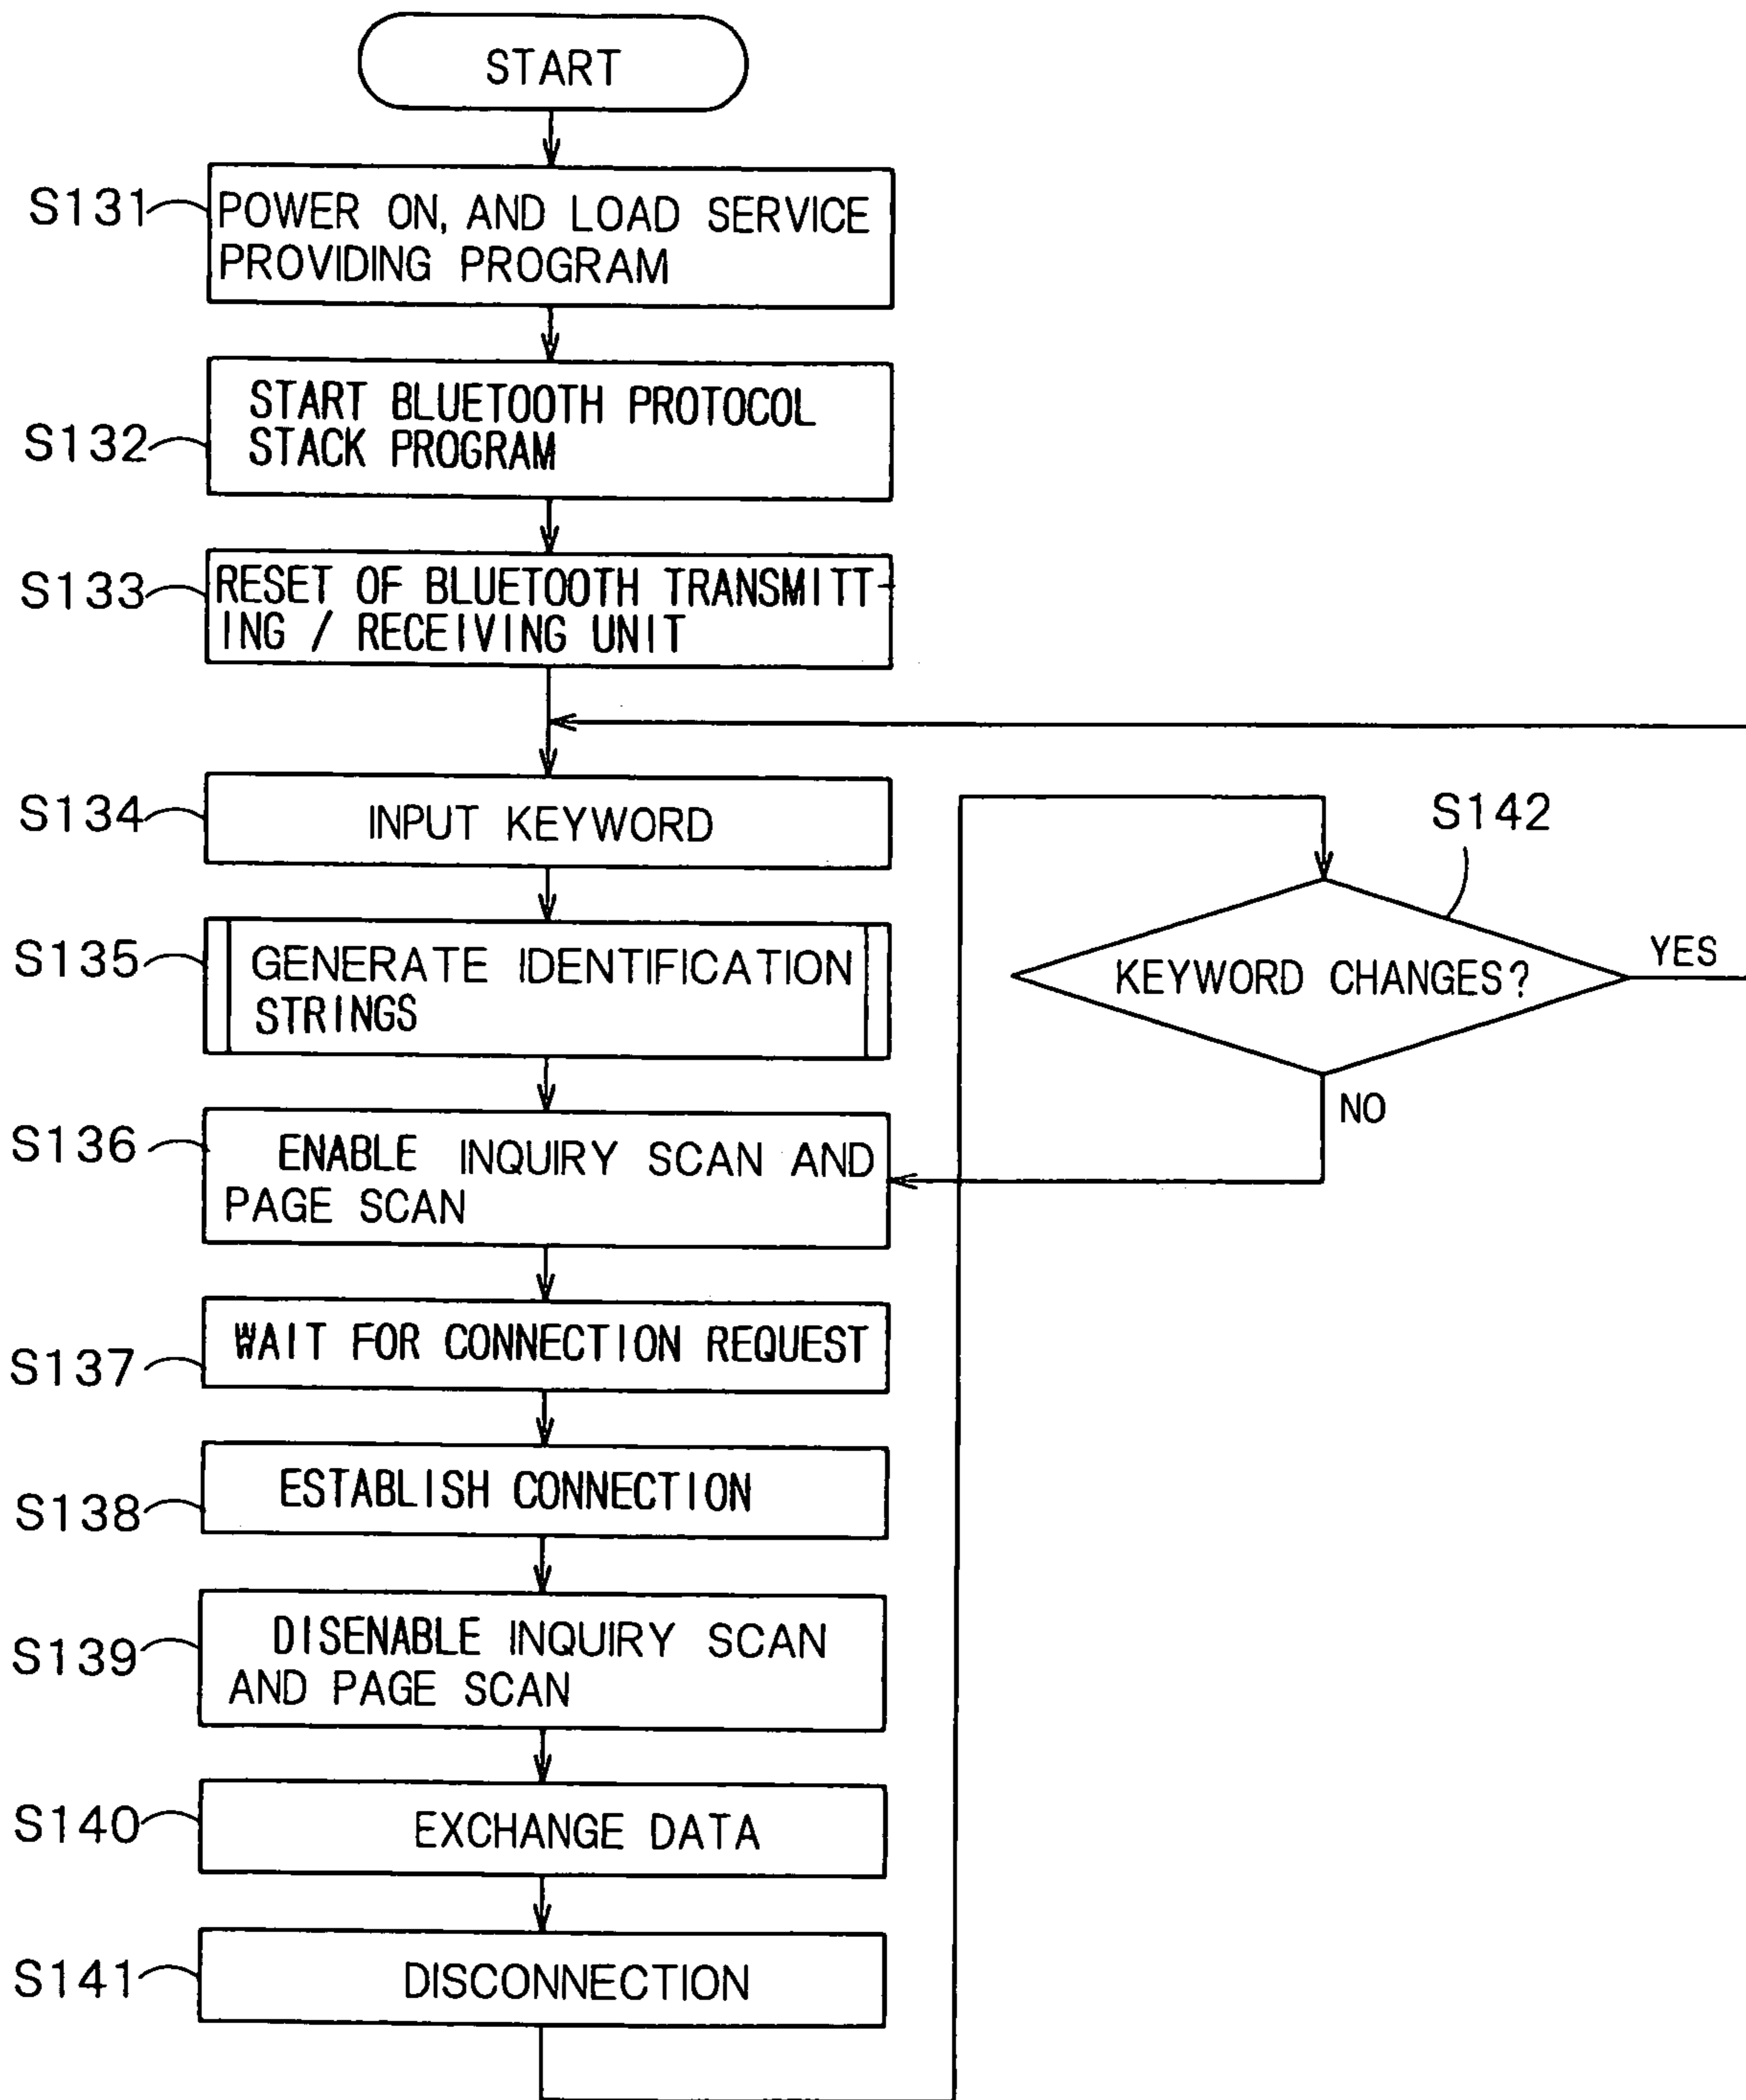 START
S131
POWER ON, AND LOAD SERVICE
PROVIDING PROGRAM
S132
START BLUETOOTH PROTOCOL
STACK PROGRAM
S133
RESET OF BLUETOOTH TRANSMITT-
ING / RECEIVING UNIT
S134
INPUT KEYWORD
S142
KEYWORD CHANGES?
YES
NO
S135
GENERATE IDENTIFICATION
STRINGS
S136
ENABLE INQUIRY SCAN AND
PAGE SCAN
S137
WAIT FOR CONNECTION REQUEST
S138
ESTABLISH CONNECTION
S139
DISENABLE INQUIRY SCAN
AND PAGE SCAN
S140
EXCHANGE DATA
S141
DISCONNECTION